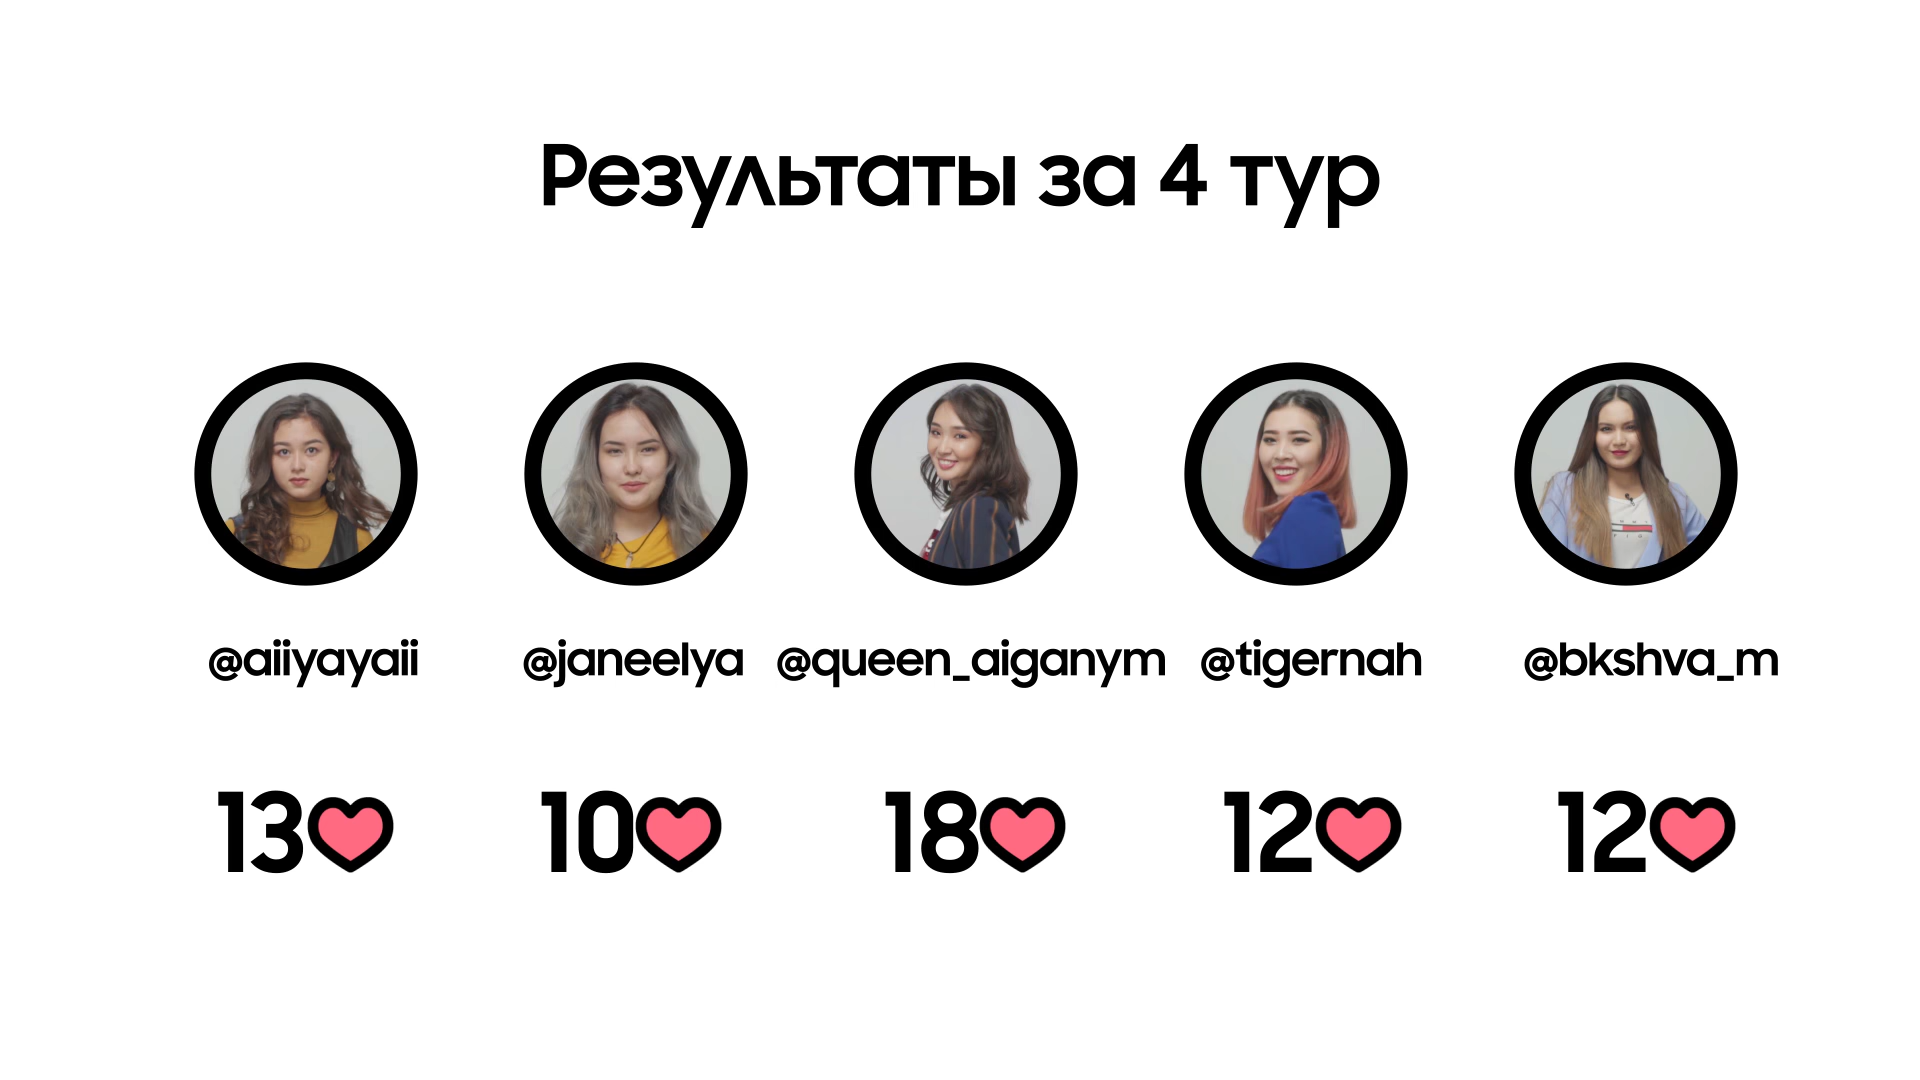 Результаты за 4 тур
@aiiyayaii @janeelya @queen_aiganym @tigernah @bkshva_m
13 10 18 12 12